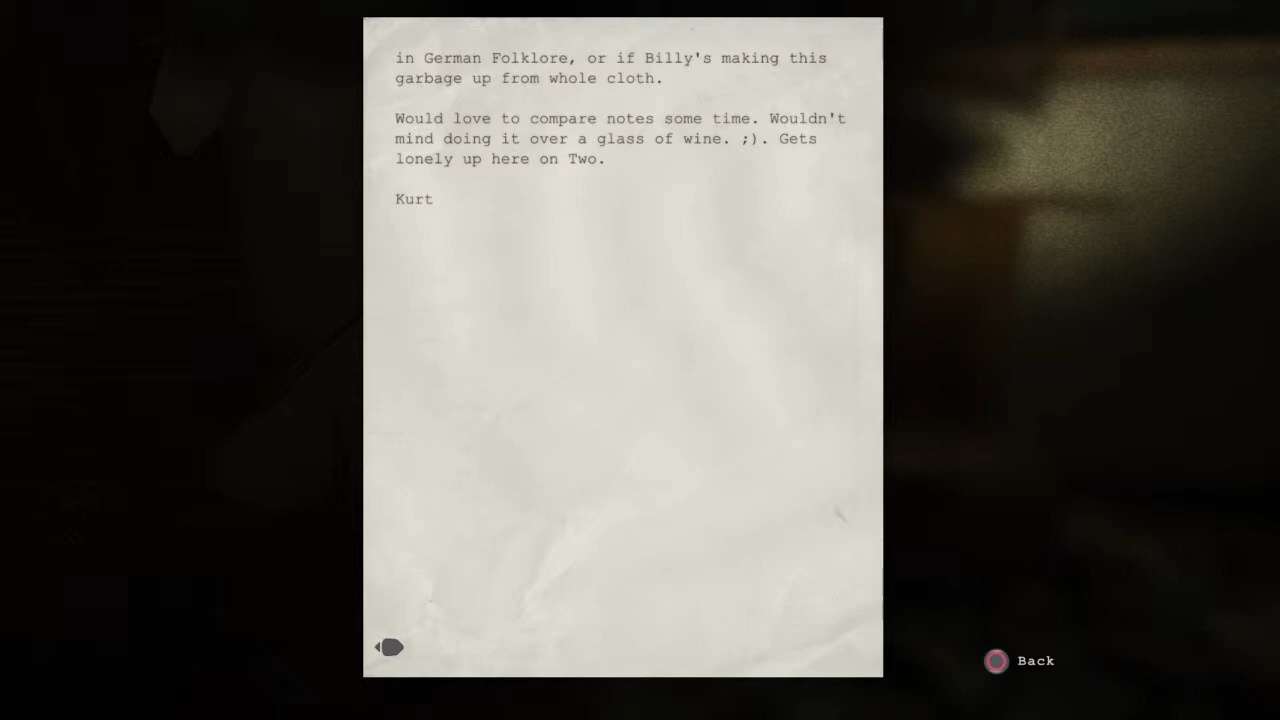 in German Folklore, or if Billy's making this
garbage up from whole cloth.
Would love to compare notes some time. Wouldn't
mind doing it over a glass of wine. ;). Gets
lonely up here on Two.
Kurt
Back